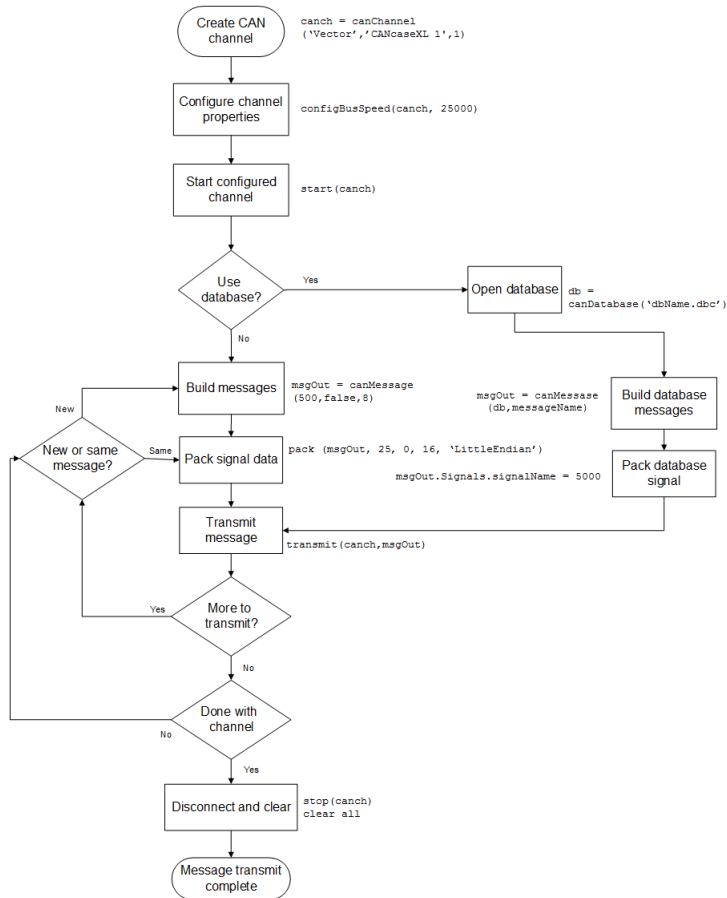 Create CAN
channel
canch = canChannel
(‘Vector’,’CANcaseXL 1’,1)
Configure channel
properties
configBusSpeed(canch, 25000)
Start configured
channel
start(canch)
Use
database?
Yes
No
Open database
db =
canDatabase(‘dbName.dbc’)
Build messages
msgOut = canMessage
(500,false,8)
msgOut = canMessase
(db,messageName)
Build database
messages
New
New or same
message?
Same
Pack signal data
pack (msgOut, 25, 0, 16, ‘LittleEndian’)
msgOut.Signals.signalName = 5000
Pack database
signal
Transmit
message
transmit(canch,msgOut)
Yes
More to
transmit?
No
Done with
channel
No
Yes
Disconnect and clear
stop(canch)
clear all
Message transmit
complete